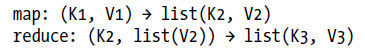 map: (K1, V1) → list(K2, V2)
reduce: (K2, list(V2)) → list(K3, V3)